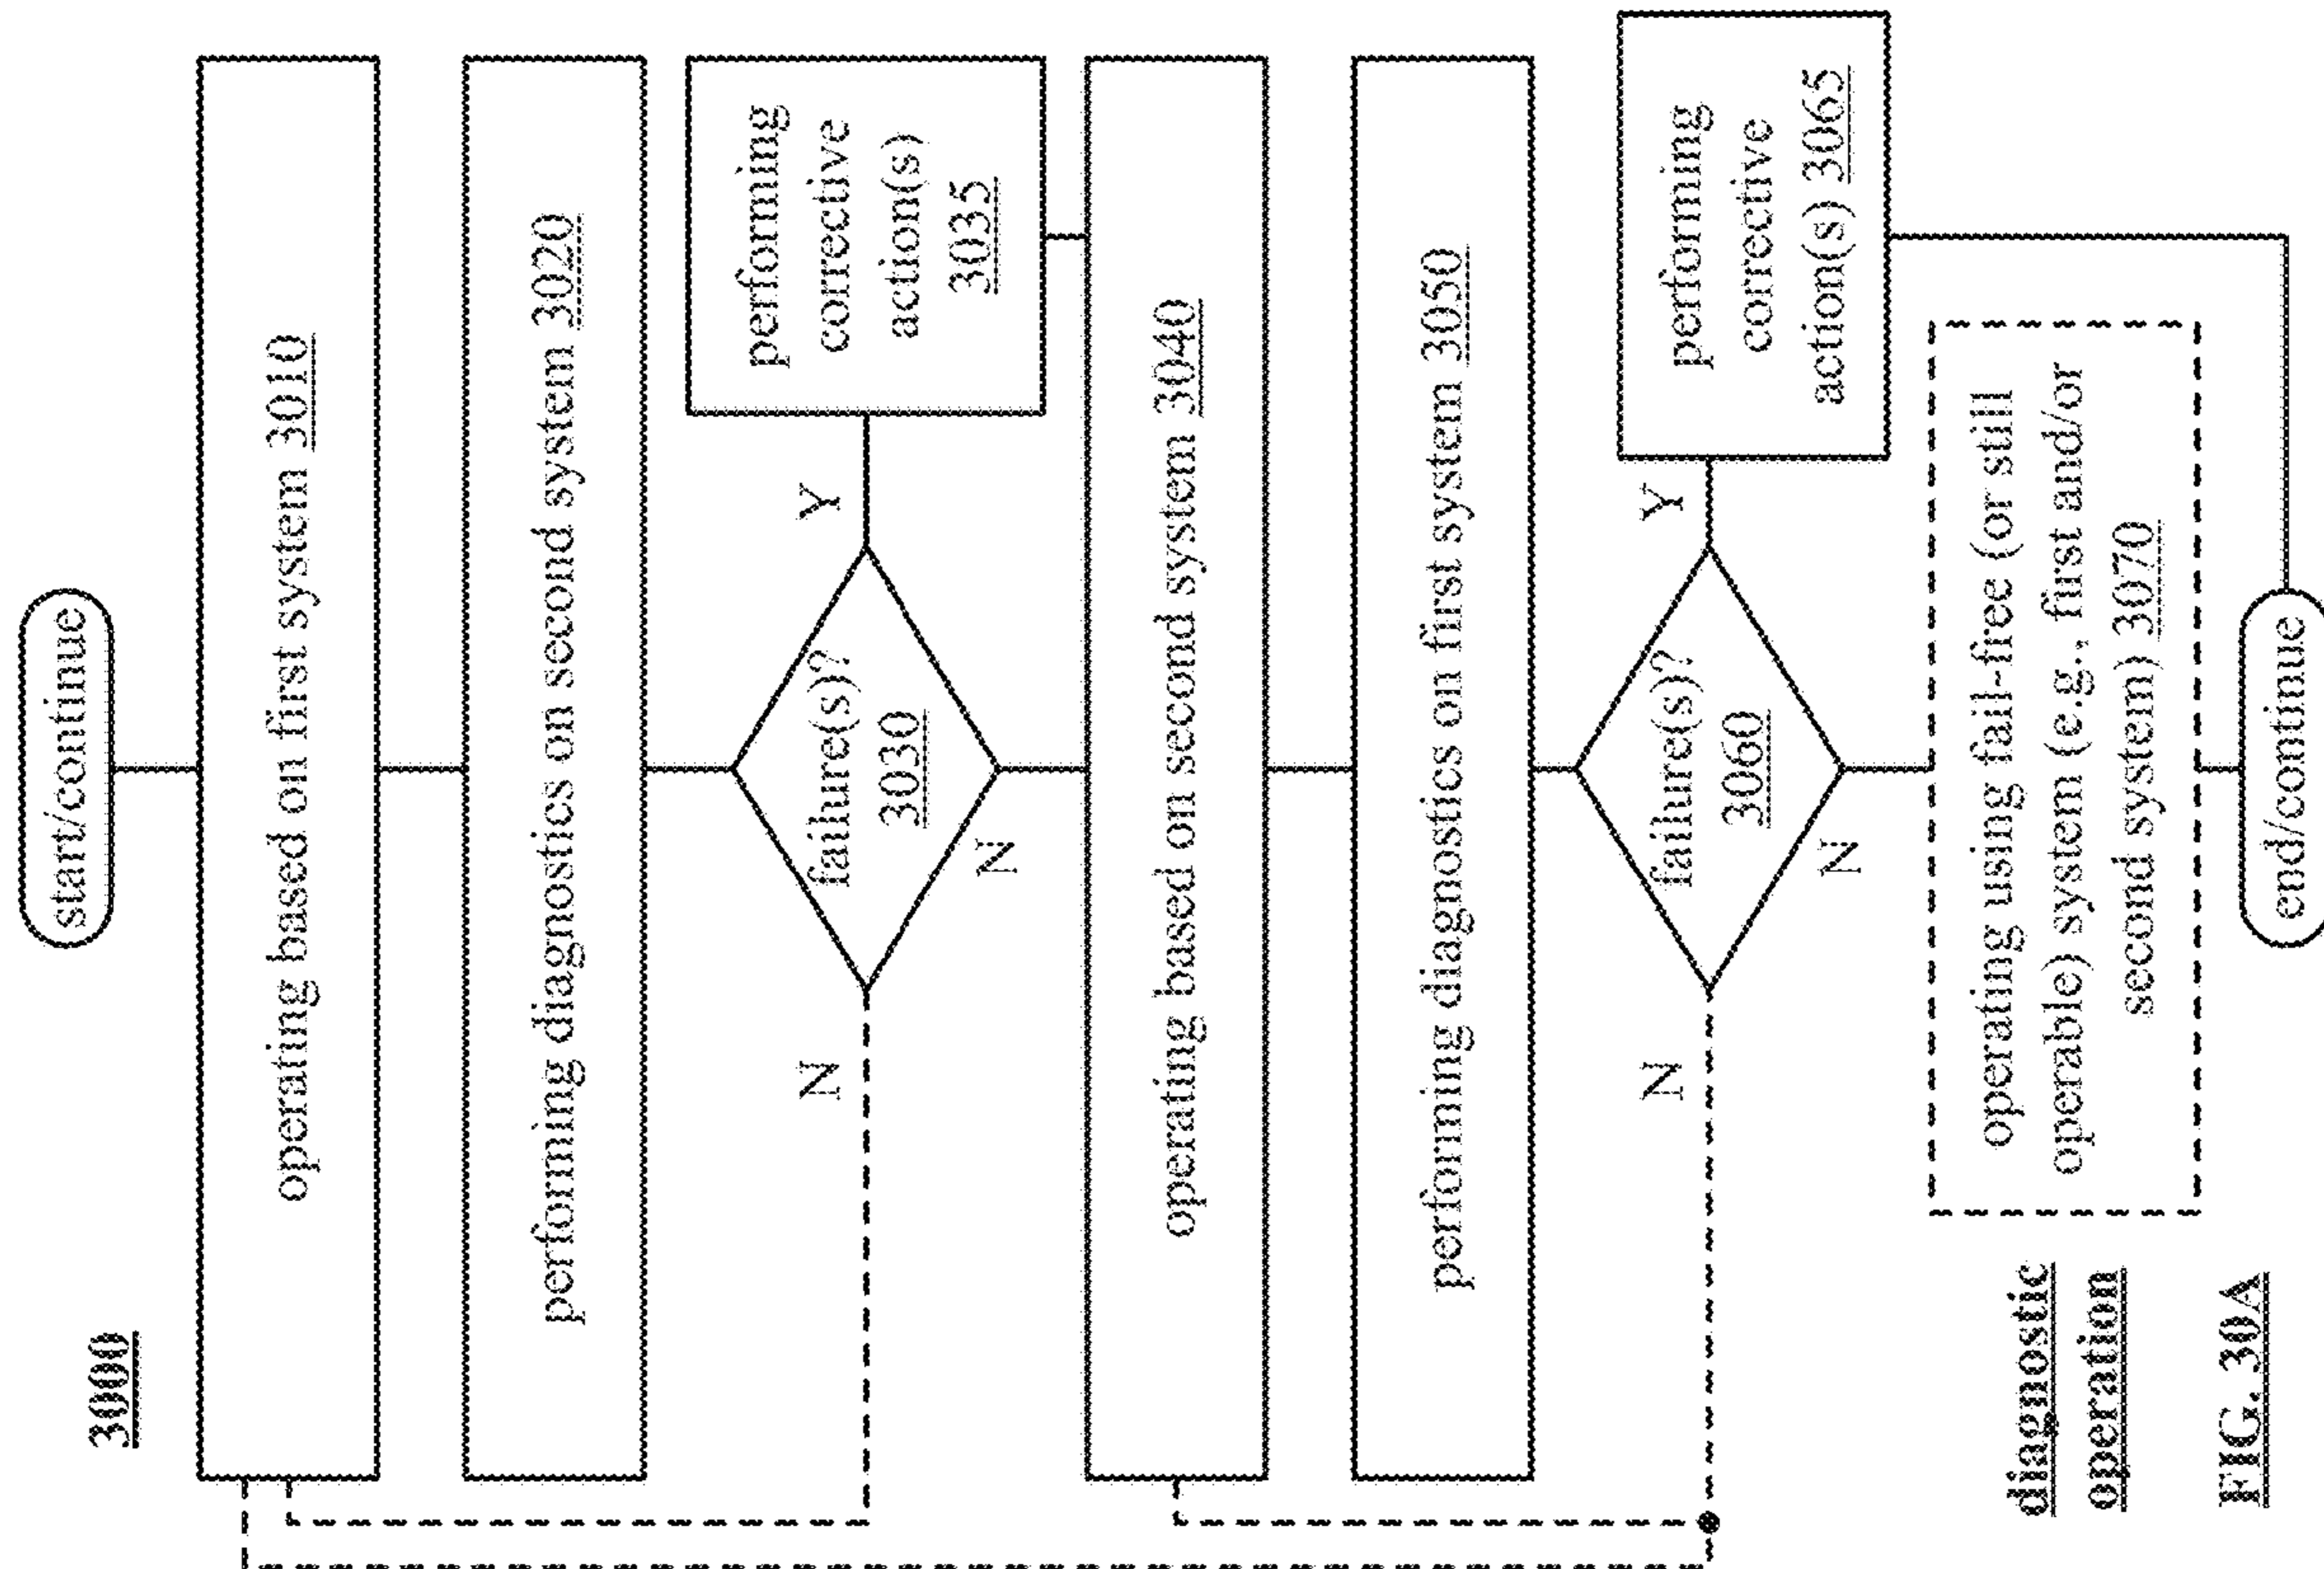 3000
start/continue
operating based on first system 3010
performing diagnostics on second system 3020
failure(s)?
3030
Y
N
N
performing
corrective
action(s)
3035
operating based on second system 3040
performing diagnostics on first system 3050
failure(s)?
3060
Y
N
N
performing
corrective
action(s) 3065
operating using fail-free (or still
operable) system (e.g., first and/or
second system) 3070
end/continue
diagnostic
operation
FIG. 30A